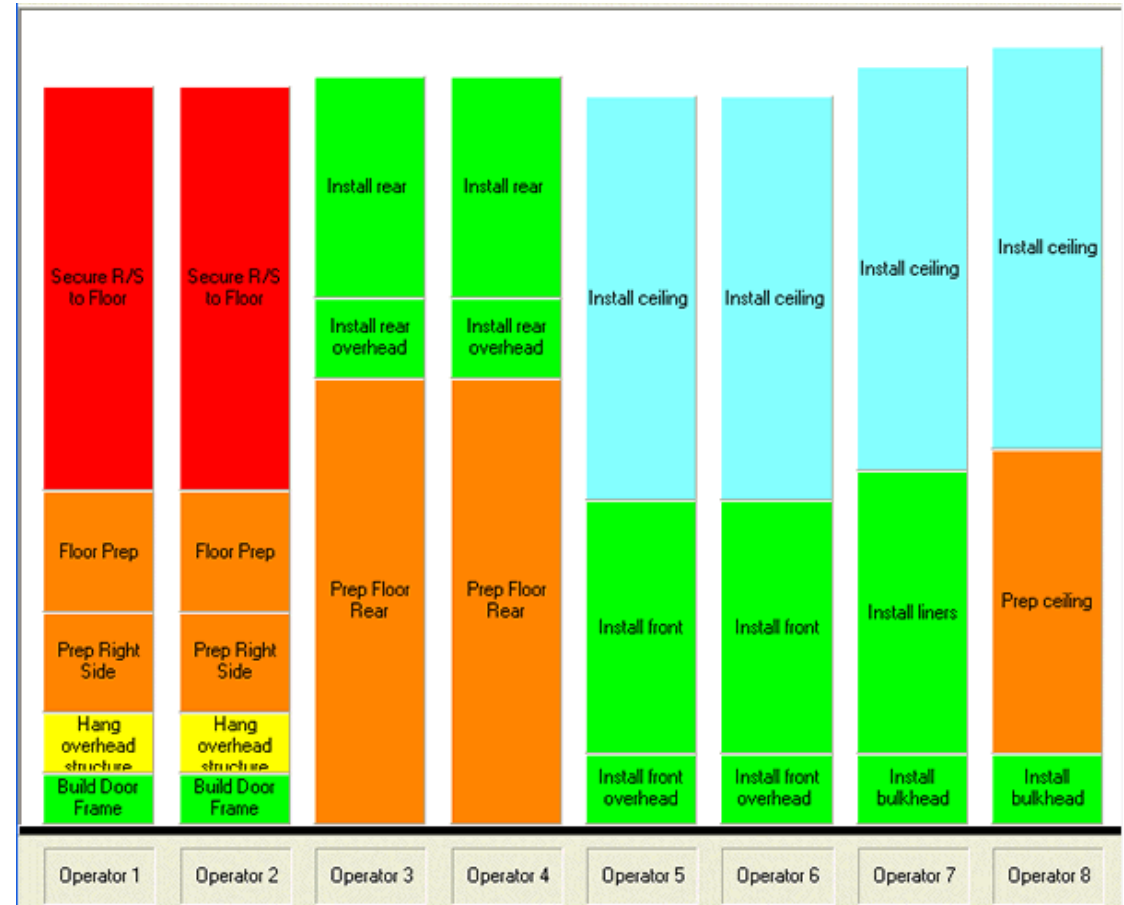 Secure R/S
to Floor
Floor Prep
Prep Right
Side
Hang
overhead
structure
Build Door
Frame
Operator 1
Secure R/S
to Floor
Floor Prep
Prep Right
Side
Hang
overhead
structure
Build Door
Frame
Operator 2
Install rear
Install rear
overhead
Prep Floor
Rear
Operator 3
Install rear
Install rear
overhead
Prep Floor
Rear
Operator 4
Install ceiling
Install front
Install front
overhead
Operator 5
Install ceiling
Install front
Install front
overhead
Operator 6
Install ceiling
Install liners
Install
bulkhead
Operator 7
Install ceiling
Prep ceiling
Install
bulkhead
Operator 8